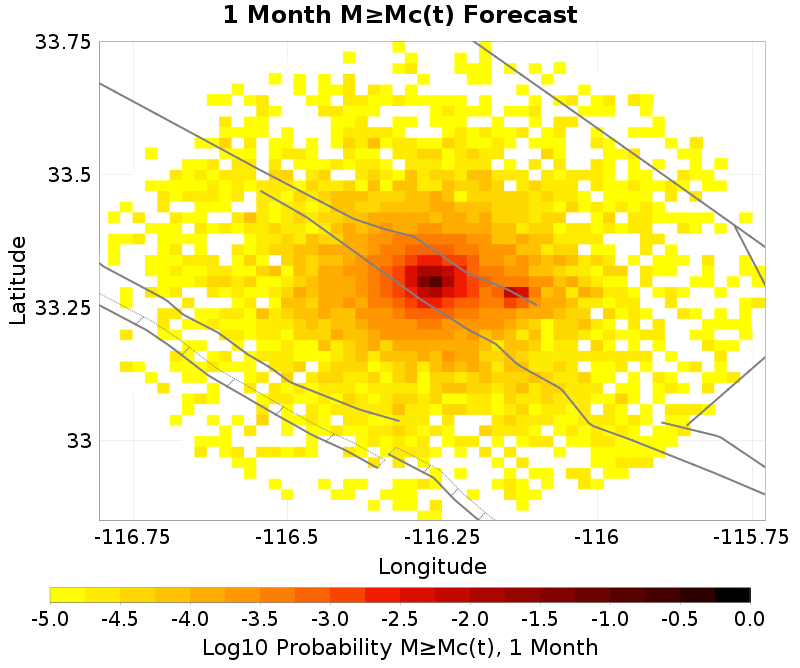 1 Month M≥Mc(t) Forecast
33.75
33.5
33.25
33
Latitude
-116.75 -116.5 -116.25 -116 -115.75
Longitude
-5.0 -4.5 -4.0 -3.5 -3.0 -2.5 -2.0 -1.5 -1.0 -0.5 0.0
Log10 Probability M≥Mc(t), 1 Month